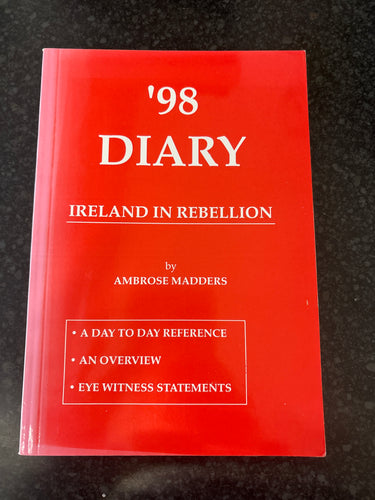 '98
DIARY
IRELAND IN REBELLION
by
AMBROSE MADDERS
• A DAY TO DAY REFERENCE
• AN OVERVIEW
• EYE WITNESS STATEMENTS